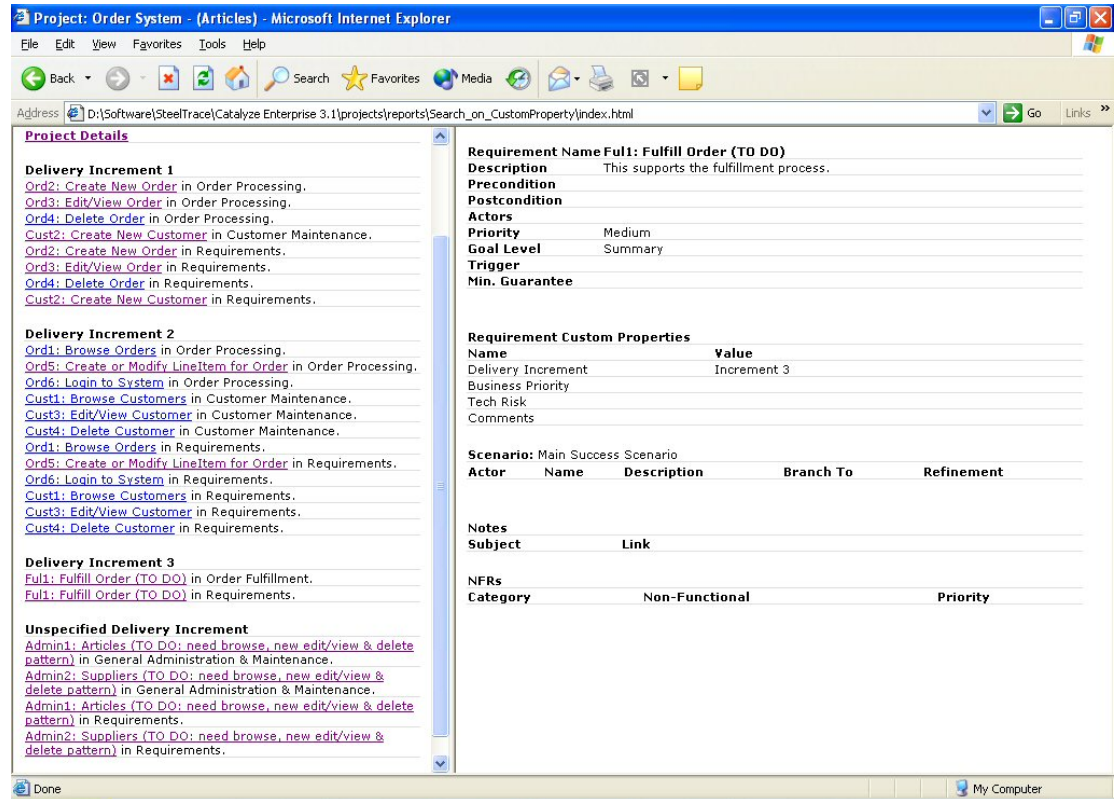 Project: Order System - (Articles) - Microsoft Internet Explorer
File Edit View Favorites Tools Help
Back Search Favorites Media
Address D:\Software\SteelTrace\Catalyze Enterprise 3.1\projects\reports\Search_on_CustomProperty\index.html Go Links »
Project Details
Delivery Increment 1
Ord2: Create New Order in Order Processing.
Ord3: Edit/View Order in Order Processing.
Ord4: Delete Order in Order Processing.
Cust2: Create New Customer in Customer Maintenance.
Ord2: Create New Order in Requirements.
Ord3: Edit/View Order in Requirements.
Ord4: Delete Order in Requirements.
Cust2: Create New Customer in Requirements.
Delivery Increment 2
Ord1: Browse Orders in Order Processing.
Ord5: Create or Modify LineItem for Order in Order Processing.
Ord6: Login to System in Order Processing.
Cust1: Browse Customers in Customer Maintenance.
Cust3: Edit/View Customer in Customer Maintenance.
Cust4: Delete Customer in Customer Maintenance.
Ord1: Browse Orders in Requirements.
Ord5: Create or Modify LineItem for Order in Requirements.
Ord6: Login to System in Requirements.
Cust1: Browse Customers in Requirements.
Cust3: Edit/View Customer in Requirements.
Cust4: Delete Customer in Requirements.
Delivery Increment 3
Ful1: Fulfill Order (TO DO) in Order Fulfillment.
Ful1: Fulfill Order (TO DO) in Requirements.
Unspecified Delivery Increment
Admin1: Articles (TO DO: need browse, new edit/view & delete
pattern) in General Administration & Maintenance.
Admin2: Suppliers (TO DO: need browse, new edit/view &
delete pattern) in General Administration & Maintenance.
Admin1: Articles (TO DO: need browse, new edit/view & delete
pattern) in Requirements.
Admin2: Suppliers (TO DO: need browse, new edit/view &
delete pattern) in Requirements.
Requirement Name Ful1: Fulfill Order (TO DO)
Description This supports the fulfillment process.
Precondition
Postcondition
Actors
Priority Medium
Goal Level Summary
Trigger
Min. Guarantee
Requirement Custom Properties
Name Value
Delivery Increment Increment 3
Business Priority
Tech Risk
Comments
Scenario: Main Success Scenario
Actor Name Description Branch To Refinement
Notes
Subject Link
NFRs
Category Non-Functional Priority
Done My Computer